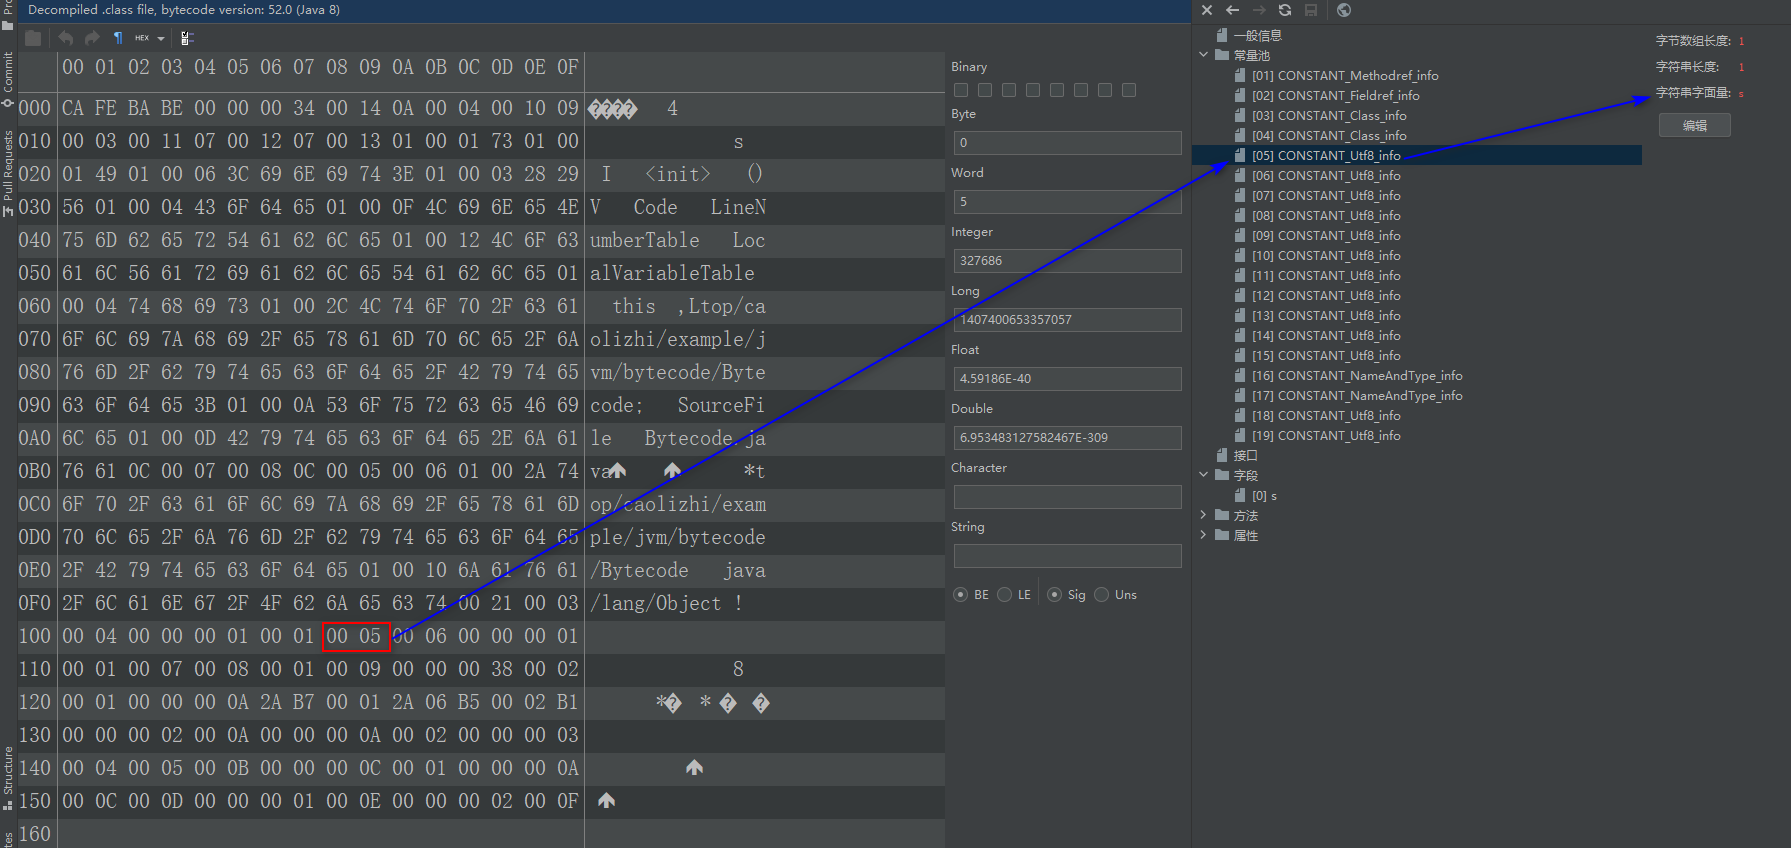 Decompiled .class file, bytecode version: 52.0 (Java 8)
Commit
Pull Requests
Structure
HEX
00 01 02 03 04 05 06 07 08 09 0A 0B 0C 0D 0E 0F
000 CA FE BA BE 00 00 00 34 00 14 0A 00 04 00 10 09 ���� 4
010 00 03 00 11 07 00 12 07 00 13 01 00 01 73 01 00 s
020 01 49 01 00 06 3C 69 6E 69 74 3E 01 00 03 28 29 I <init> ()
030 56 01 00 04 43 6F 64 65 01 00 0F 4C 69 6E 65 4E V Code LineN
040 75 6D 62 65 72 54 61 62 6C 65 01 00 12 4C 6F 63 umberTable Loc
050 61 6C 56 61 72 69 61 62 6C 65 54 61 62 6C 65 01 alVariableTable
060 00 04 74 68 69 73 01 00 2C 4C 74 6F 70 2F 63 61 this ,Ltop/ca
070 6F 6C 69 7A 68 69 2F 65 78 61 6D 70 6C 65 2F 6A olizhi/example/j
080 76 6D 2F 62 79 74 65 63 6F 64 65 2F 42 79 74 65 vm/bytecode/Byte
090 63 6F 64 65 3B 01 00 0A 53 6F 75 72 63 65 46 69 code; SourceFi
0A0 6C 65 01 00 0D 42 79 74 65 63 6F 64 65 2E 6A 61 le Bytecode.ja
0B0 76 61 0C 00 07 00 08 0C 00 05 00 06 01 00 2A 74 va *t
0C0 6F 70 2F 63 61 6F 6C 69 7A 68 69 2F 65 78 61 6D op/caolizhi/exam
0D0 70 6C 65 2F 6A 76 6D 2F 62 79 74 65 63 6F 64 65 ple/jvm/bytecode
0E0 2F 42 79 74 65 63 6F 64 65 01 00 10 6A 61 76 61 /Bytecode java
0F0 2F 6C 61 6E 67 2F 4F 62 6A 65 63 74 00 21 00 03 /lang/Object !
100 00 04 00 00 00 01 00 01 00 05 00 06 00 00 00 01
110 00 01 00 07 00 08 00 01 00 09 00 00 00 38 00 02 8
120 00 01 00 00 00 0A 2A B7 00 01 2A 06 B5 00 02 B1 *� * � �
130 00 00 00 02 00 0A 00 00 00 0A 00 02 00 00 00 03
140 00 04 00 05 00 0B 00 00 00 0C 00 01 00 00 00 0A
150 00 0C 00 0D 00 00 00 01 00 0E 00 00 00 02 00 0F
160
Binary
Byte
0
Word
5
Integer
327686
Long
1407400653357057
Float
4.59186E-40
Double
6.953483127582467E-309
Character
String
BE LE Sig Uns
一般信息
常量池
[01] CONSTANT_Methodref_info
[02] CONSTANT_Fieldref_info
[03] CONSTANT_Class_info
[04] CONSTANT_Class_info
[05] CONSTANT_Utf8_info
[06] CONSTANT_Utf8_info
[07] CONSTANT_Utf8_info
[08] CONSTANT_Utf8_info
[09] CONSTANT_Utf8_info
[10] CONSTANT_Utf8_info
[11] CONSTANT_Utf8_info
[12] CONSTANT_Utf8_info
[13] CONSTANT_Utf8_info
[14] CONSTANT_Utf8_info
[15] CONSTANT_Utf8_info
[16] CONSTANT_NameAndType_info
[17] CONSTANT_NameAndType_info
[18] CONSTANT_Utf8_info
[19] CONSTANT_Utf8_info
接口
字段
[0] s
方法
属性
字节数组长度: 1
字符串长度: 1
字符串字面量: s
编辑